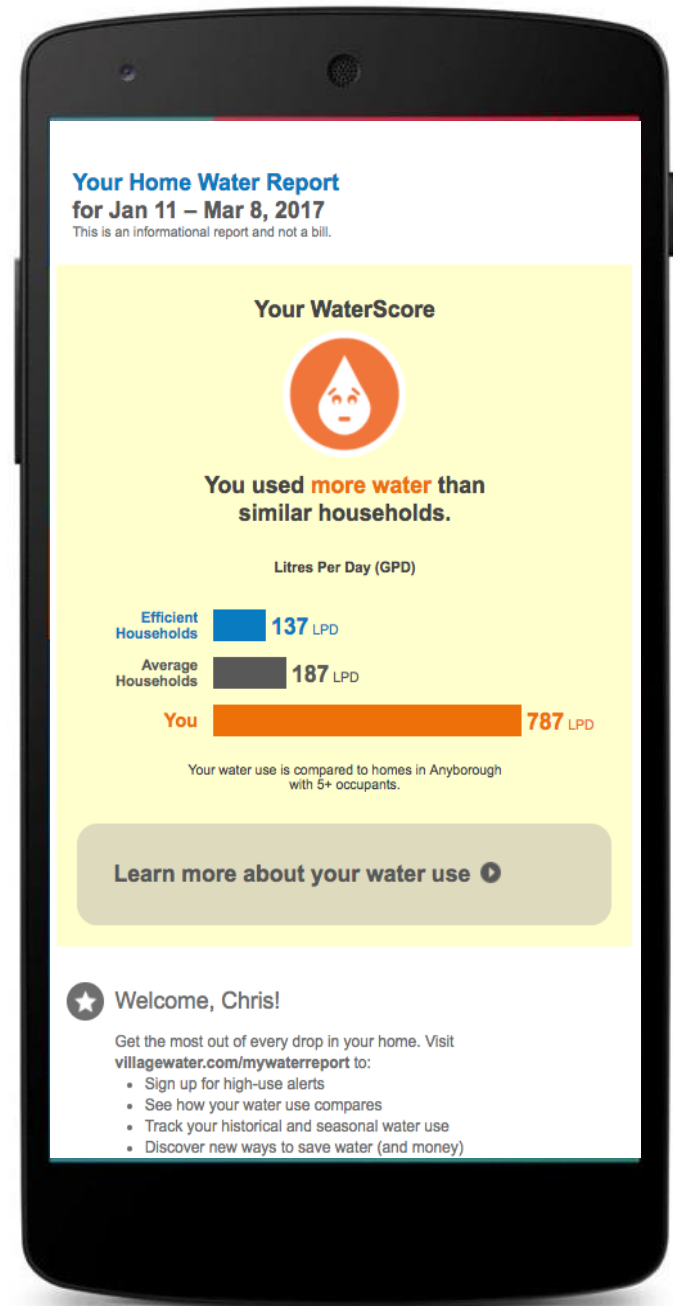 Your Home Water Report
for Jan 11 – Mar 8, 2017
This is an informational report and not a bill.
Your WaterScore
You used more water than
similar households.
Litres Per Day (GPD)
Efficient
Households
137 LPD
Average
Households
187 LPD
You
787 LPD
Your water use is compared to homes in Anyborough
with 5+ occupants.
Learn more about your water use
Welcome, Chris!
Get the most out of every drop in your home. Visit
villagewater.com/mywaterreport to:
• Sign up for high-use alerts
• See how your water use compares
• Track your historical and seasonal water use
• Discover new ways to save water (and money)